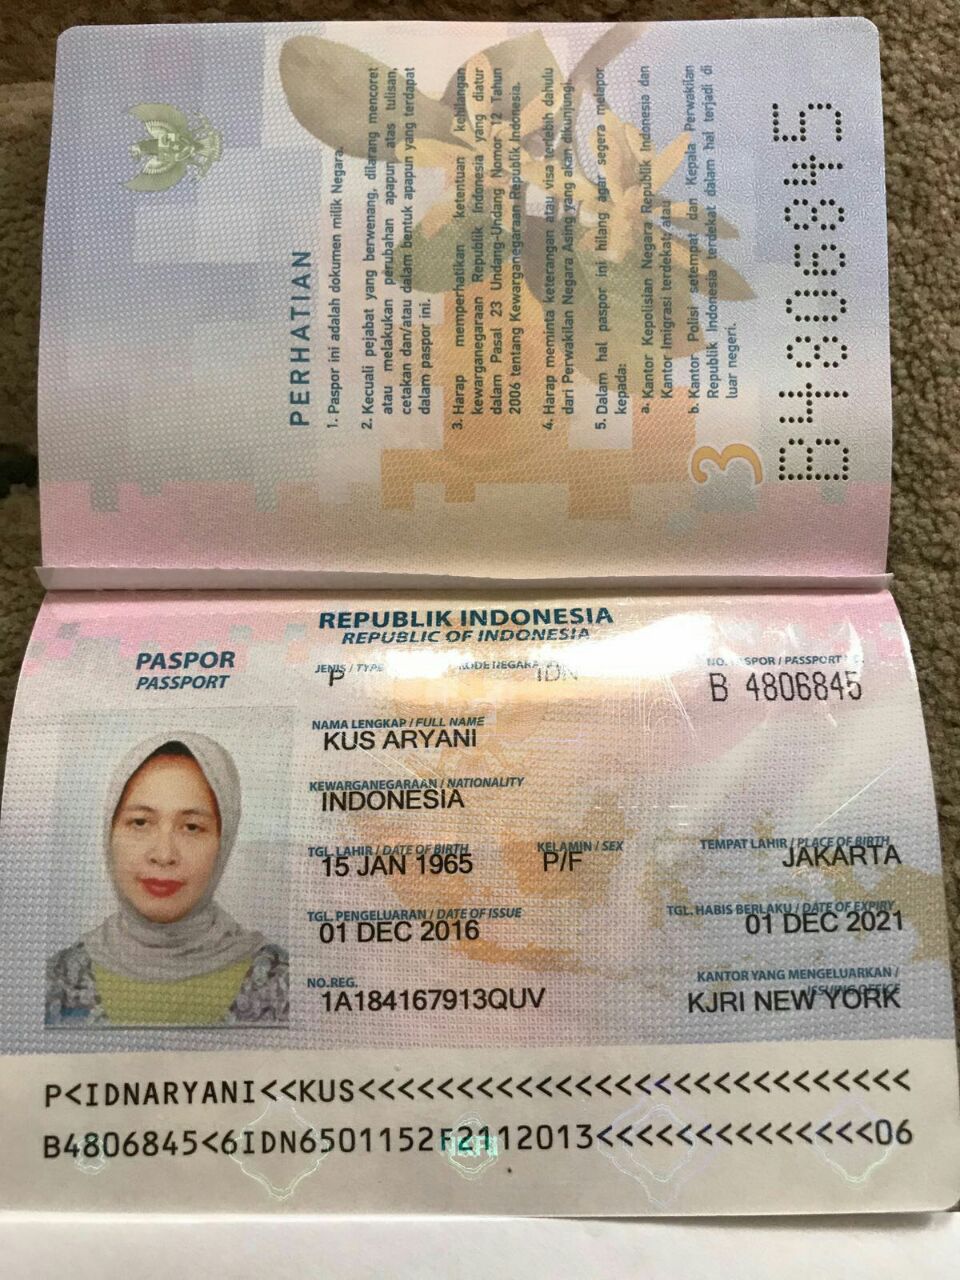 PERHATIAN
1. Paspor ini adalah dokumen milik Negara.
2. Kecuali pejabat yang berwenang, dilarang mencoret
atau melakukan perubahan apapun atas tulisan,
cetakan dan/atau dalam bentuk apapun yang terdapat
dalam paspor ini.
3. Harap memperhatikan ketentuan kehilangan
kewarganegaraan Republik Indonesia yang diatur
dalam Pasal 23 Undang-Undang Nomor 12 Tahun
2006 tentang Kewarganegaraan Republik Indonesia.
4. Harap meminta keterangan atau visa terlebih dahulu
dari Perwakilan Negara Asing yang akan dikunjungi.
5. Dalam hal paspor ini hilang agar segera melapor
kepada:
a. Kantor Kepolisian Negara Republik Indonesia dan
Kantor Imigrasi terdekat; atau
b. Kantor Polisi setempat dan Kepala Perwakilan
Republik Indonesia terdekat dalam hal terjadi di
luar negeri.
3
B4806845
REPUBLIK INDONESIA
REPUBLIC OF INDONESIA
PASPOR
PASSPORT
JENIS / TYPE
P
IDN
PASSPORT
B 4806845
NAMA LENGKAP / FULL NAME
KUS ARYANI
KEWARGANEGARAAN / NATIONALITY
INDONESIA
TGL. LAHIR / DATE OF BIRTH KELAMIN / SEX TEMPAT LAHIR / PLACE OF BIRTH
15 JAN 1965 P/F JAKARTA
TGL. PENGELUARAN / DATE OF ISSUE TGL. HABIS BERLAKU / DATE OF EXPIRY
01 DEC 2016 01 DEC 2021
NO. REG. KANTOR YANG MENGELUARKAN /
ISSUING OFFICE
1A184167913QUV KJRI NEW YORK
P<IDNARYANI<<KUS<<<<<<<<<<<<<<<<<<<<<<<<<<<<
B4806845<6IDN6501152F2112013<<<<<<<<<<<<<<06